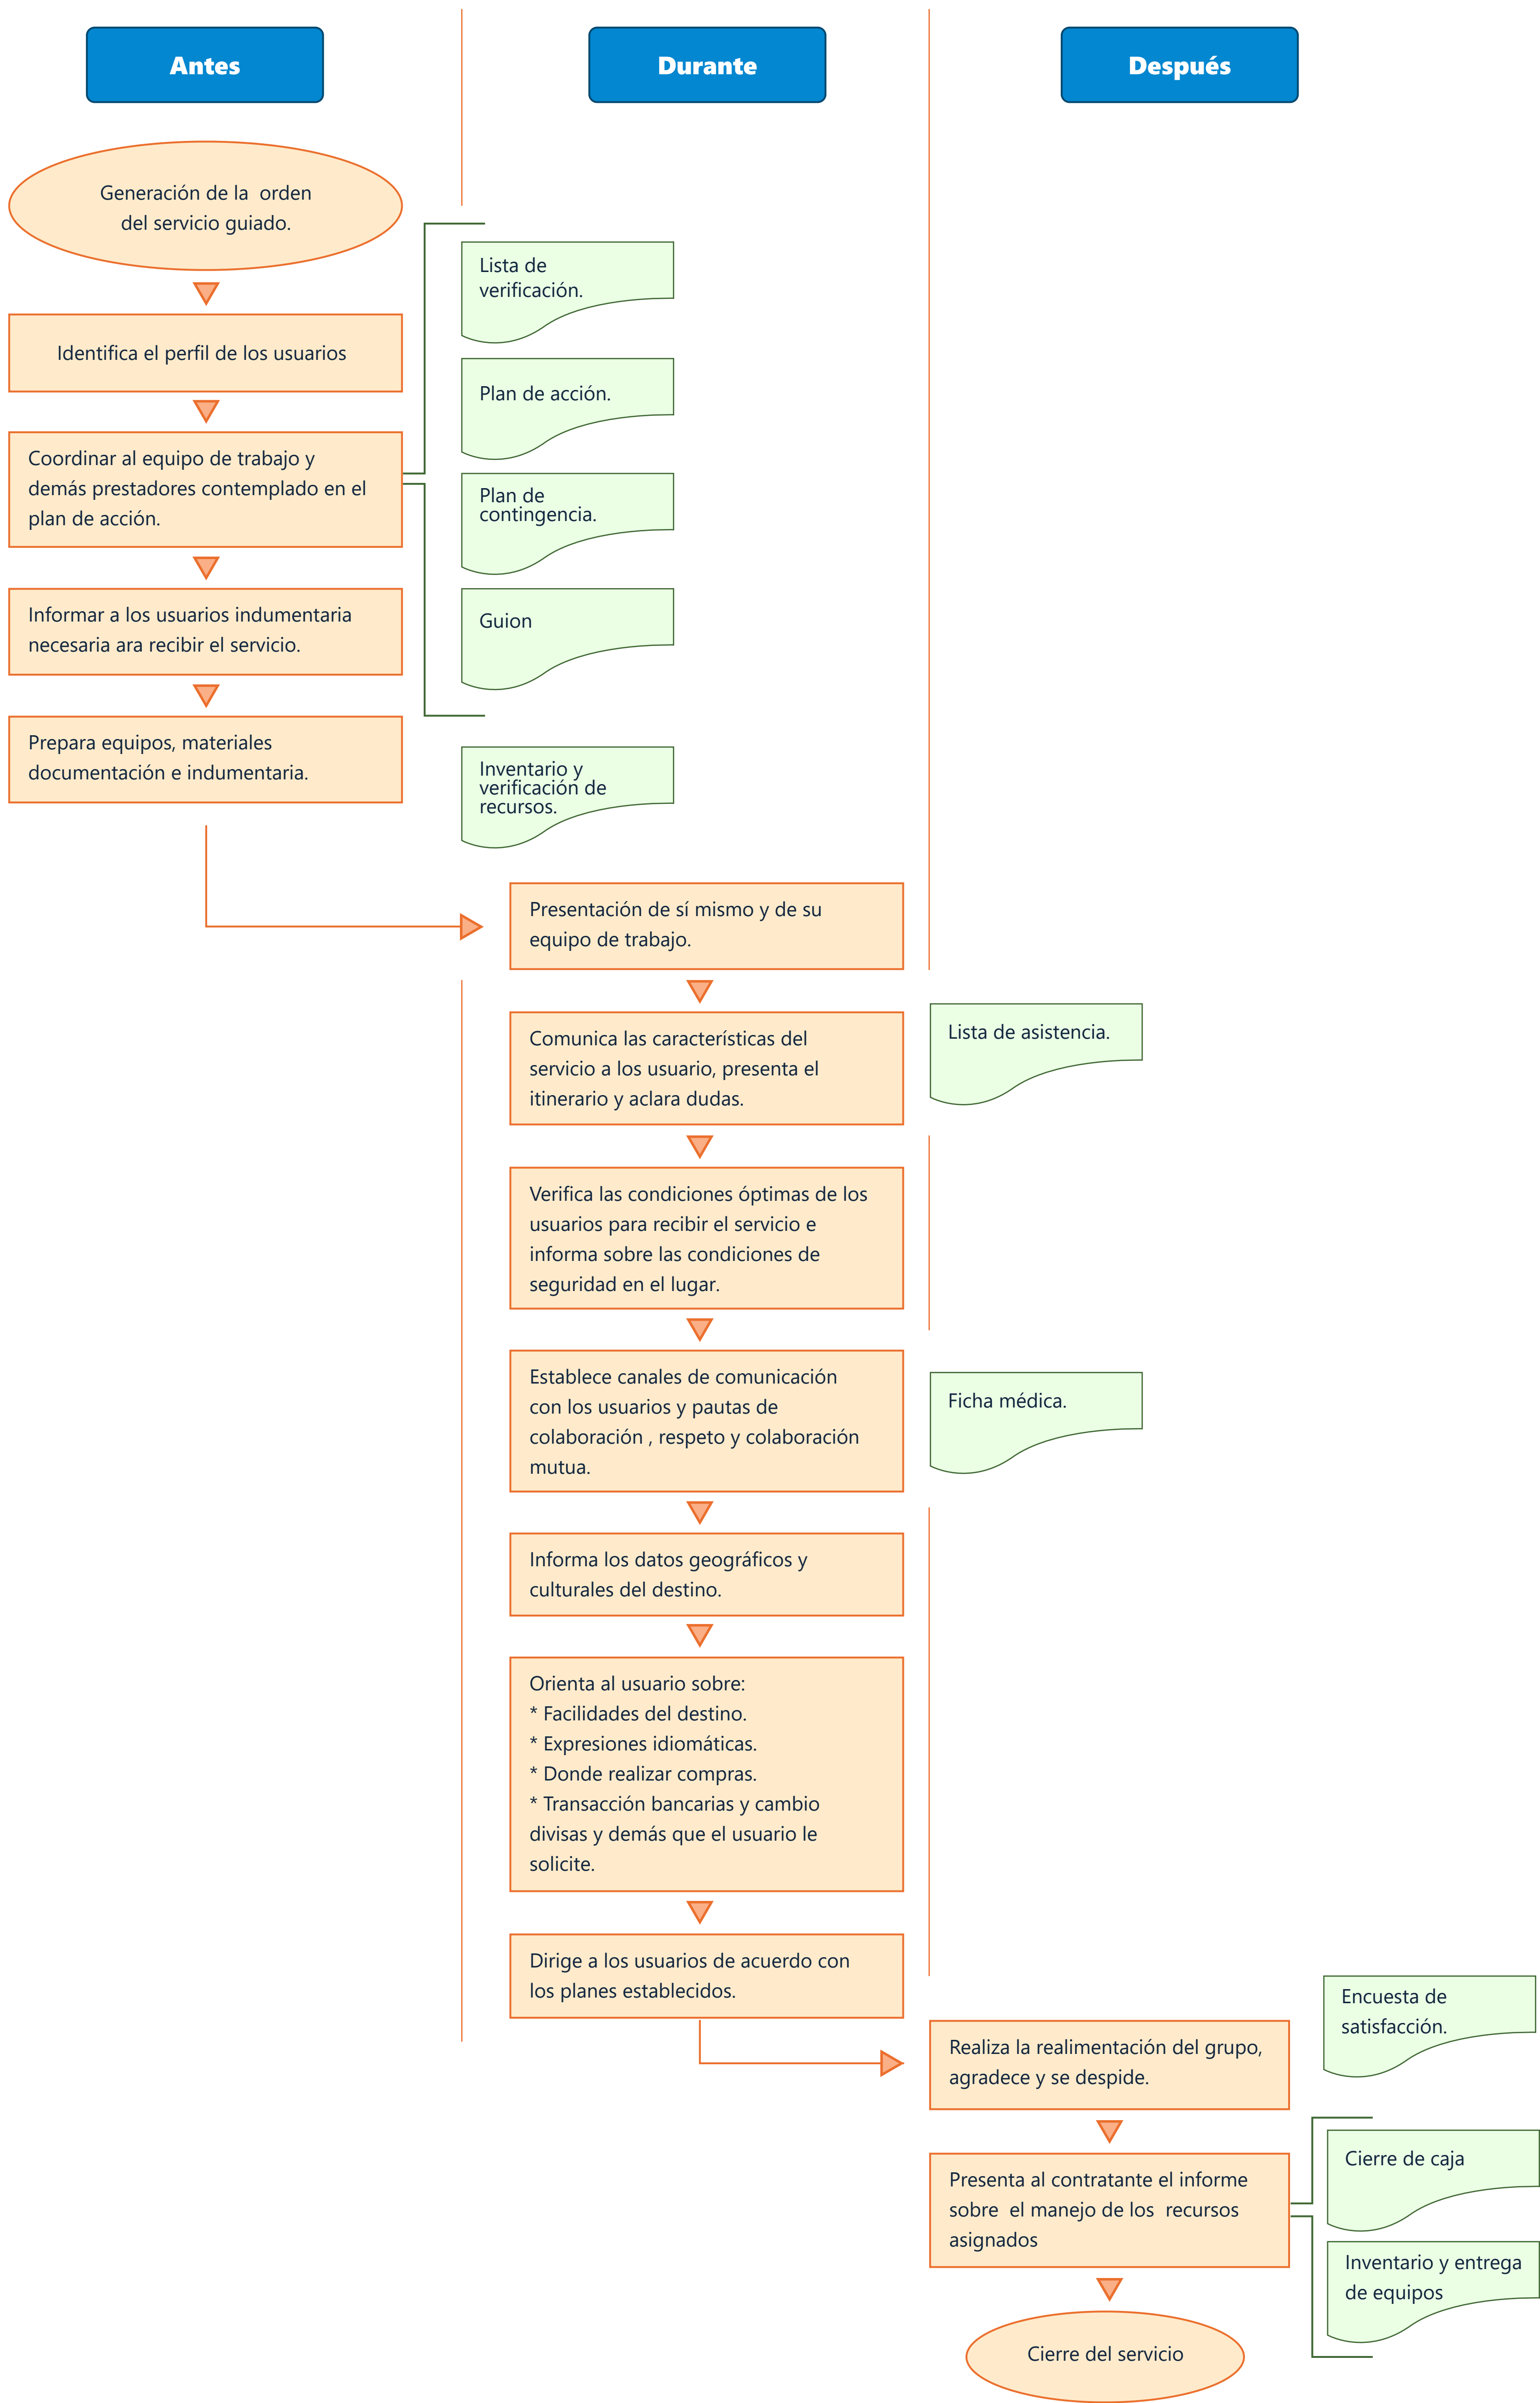 Antes
Durante
Después
Generación de la  orden
del servicio guiado.
Identifica el perfil de los usuarios
Coordinar al equipo de trabajo y
demás prestadores contemplado en el
plan de acción.
Informar a los usuarios indumentaria
necesaria ara recibir el servicio.
Prepara equipos, materiales
documentación e indumentaria.
Lista de
verificación.
Plan de acción.
Plan de
contingencia.
Guion
Inventario y
verificación de
recursos.
Presentación de sí mismo y de su
equipo de trabajo.
Comunica las características del
servicio a los usuario, presenta el
itinerario y aclara dudas.
Lista de asistencia.
Verifica las condiciones óptimas de los
usuarios para recibir el servicio e
informa sobre las condiciones de
seguridad en el lugar.
Establece canales de comunicación
con los usuarios y pautas de
colaboración , respeto y colaboración
mutua.
Ficha médica.
Informa los datos geográficos y
culturales del destino.
Orienta al usuario sobre:
* Facilidades del destino.
* Expresiones idiomáticas.
* Donde realizar compras.
* Transacción bancarias y cambio
divisas y demás que el usuario le
solicite.
Dirige a los usuarios de acuerdo con
los planes establecidos.
Realiza la realimentación del grupo,
agradece y se despide.
Encuesta de
satisfacción.
Presenta al contratante el informe
sobre  el manejo de los  recursos
asignados
Cierre de caja
Inventario y entrega
de equipos
Cierre del servicio